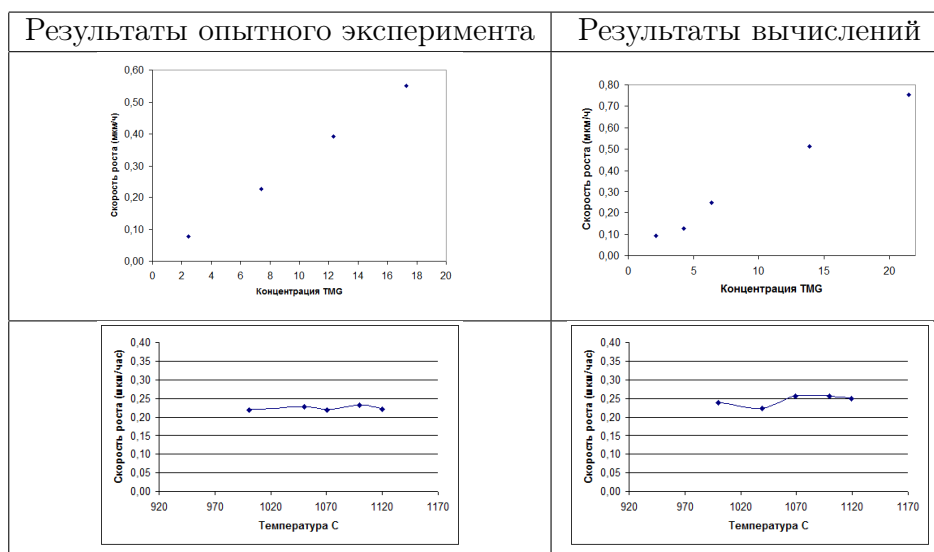 Результаты опытного эксперимента
Результаты вычислений
0,60
0,50
0,40
0,30
0,20
0,10
0,00
Скорость роста (мкм/ч)
0 2 4 6 8 10 12 14 16 18 20
Концентрация TMG
0,80
0,70
0,60
0,50
0,40
0,30
0,20
0,10
0,00
Скорость роста (мкм/ч)
0 5 10 15 20
Концентрация TMG
0,40
0,35
0,30
0,25
0,20
0,15
0,10
0,05
0,00
Скорость роста (мкм/час)
920 970 1020 1070 1120 1170
Температура С
0,40
0,35
0,30
0,25
0,20
0,15
0,10
0,05
0,00
Скорость роста (мкм/час)
920 970 1020 1070 1120 1170
Температура С